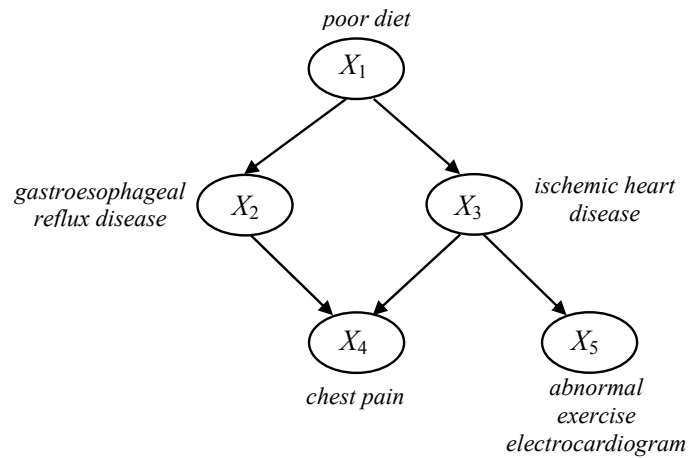 poor diet
X1
gastroesophageal
reflux disease
X2
X3
ischemic heart
disease
X4
X5
chest pain
abnormal
exercise
electrocardiogram